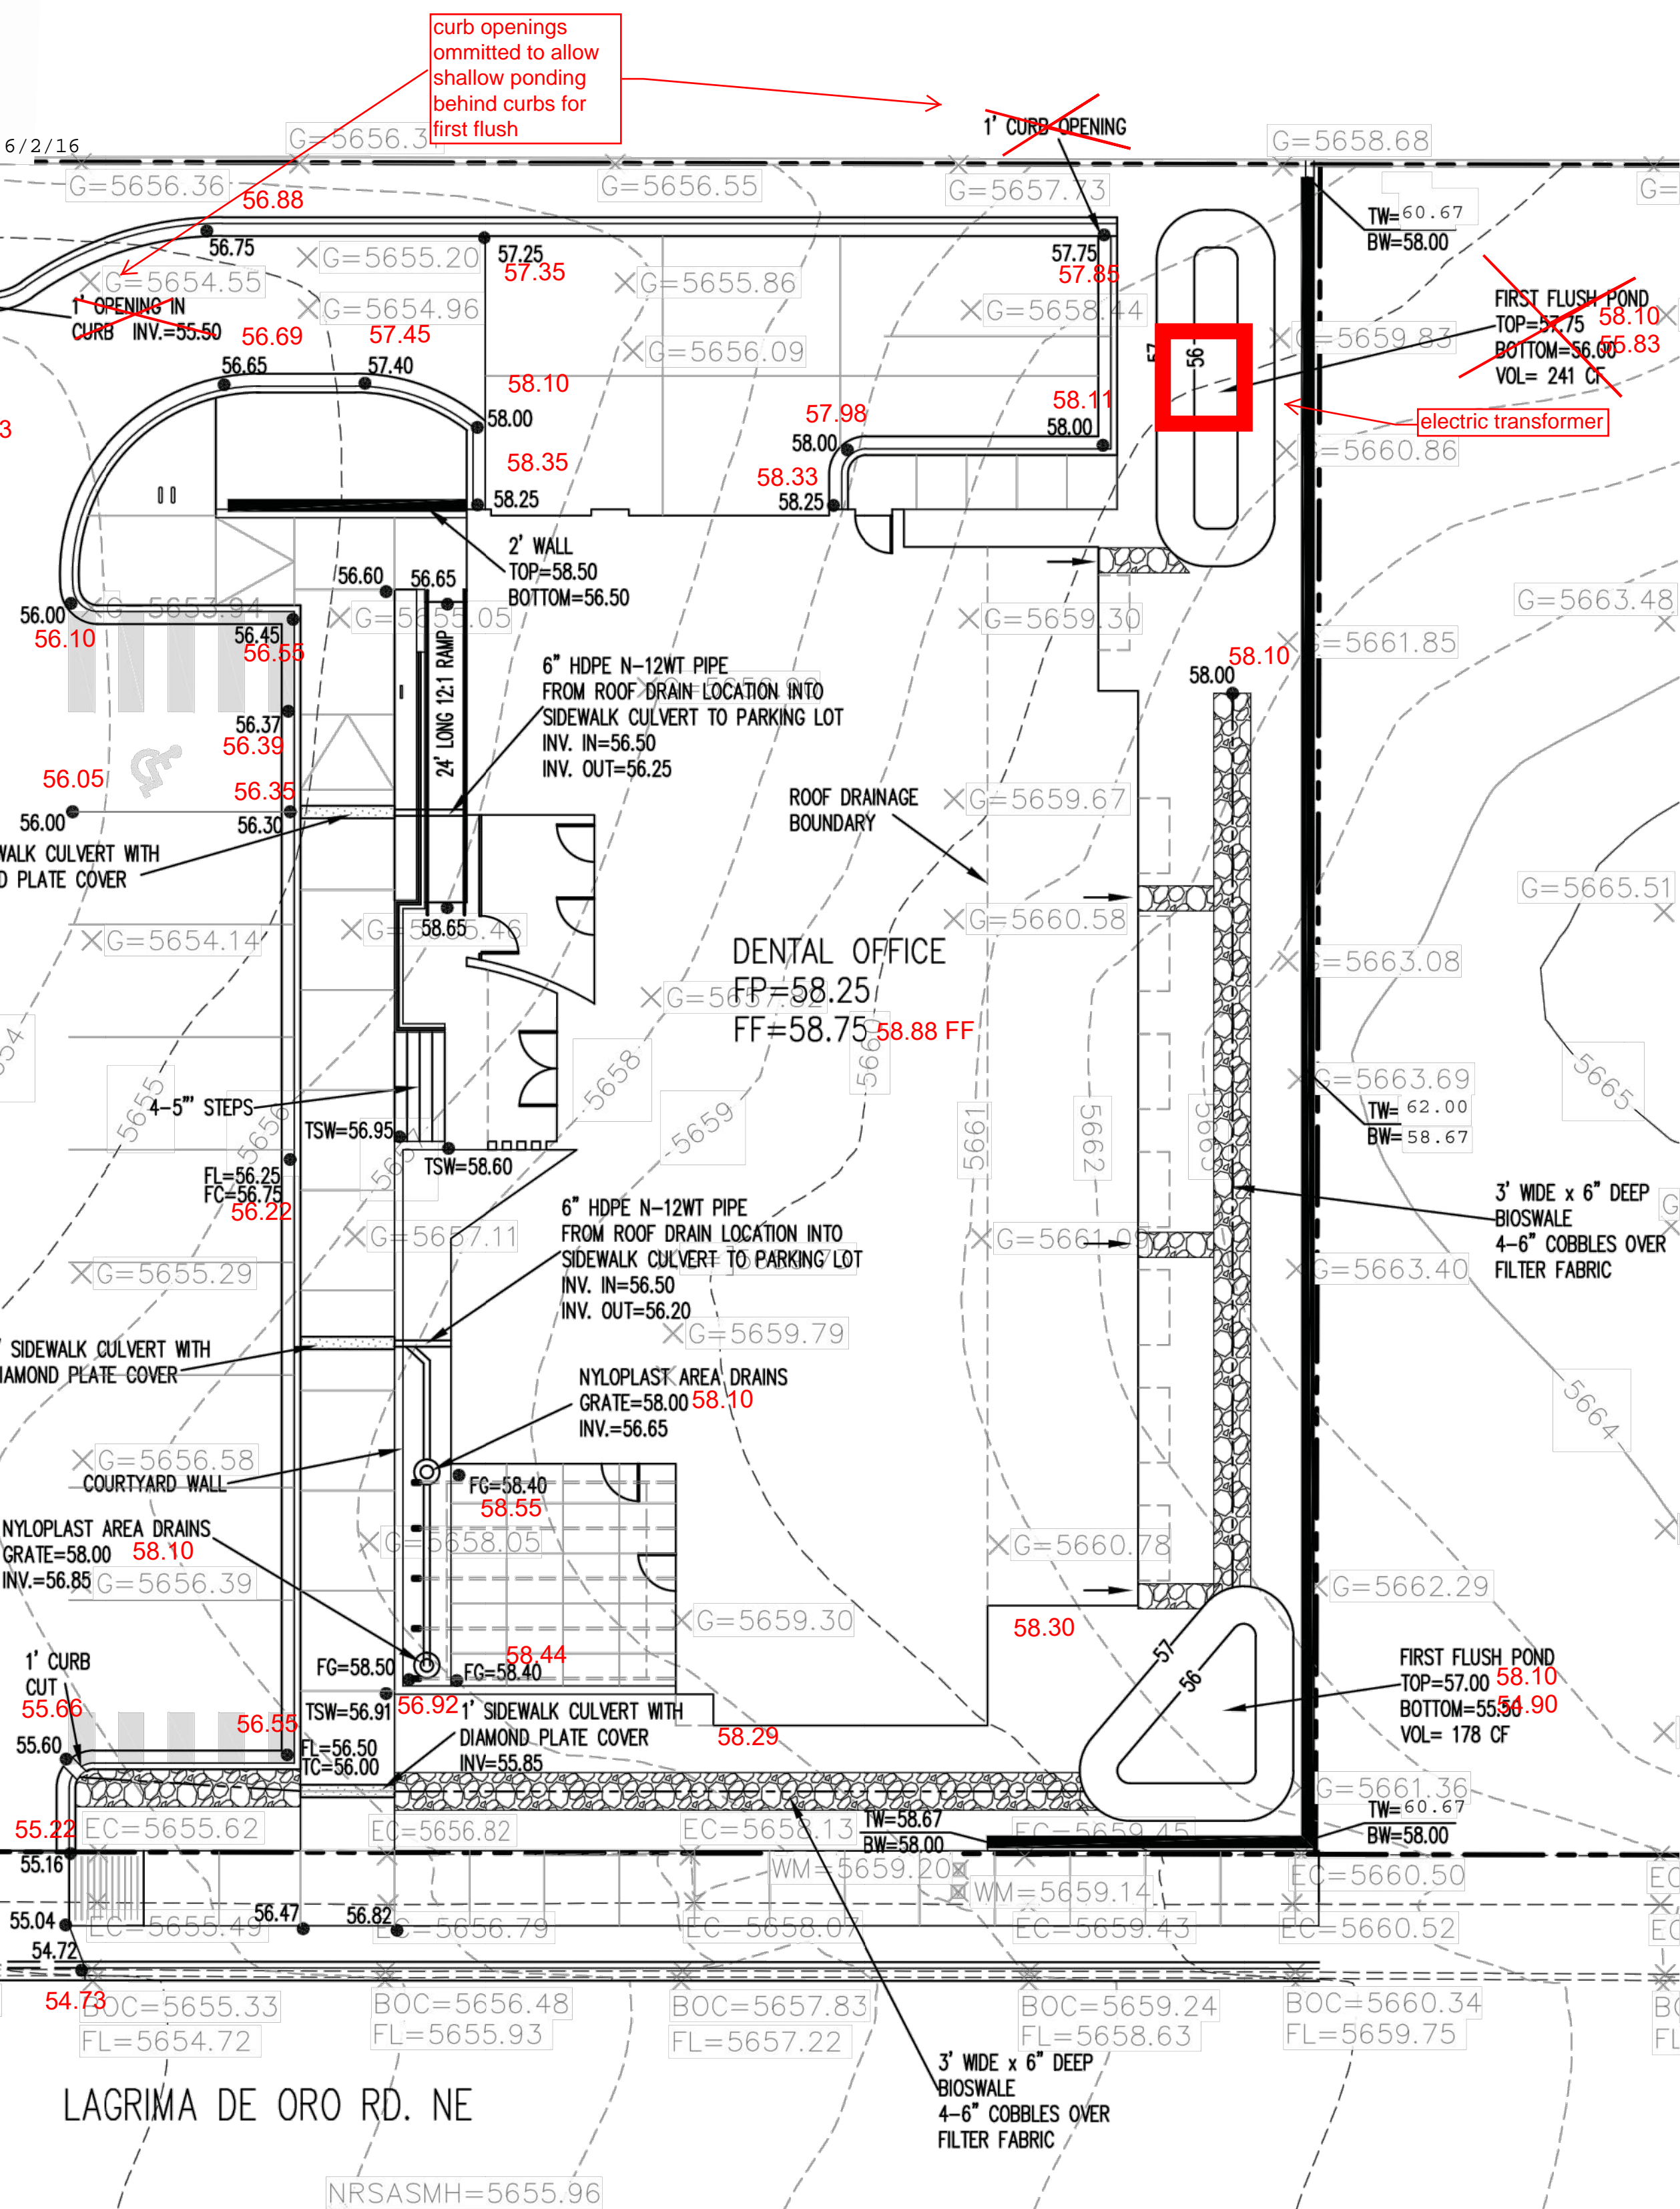 curb openings
ommitted to allow
shallow ponding
behind curbs for
first flush
6/2/16
1' CURB OPENING
G=5658.68
G=5656.36
56.88
G=5656.55
G=5657.73
TW=60.67
BW=58.00
56.75
57.25
57.35
57.75
57.85
G=5655.20
G=5654.55
G=5655.86
1' OPENING IN
CURB INV.=55.50
G=5654.96
G=5658.44
FIRST FLUSH POND
TOP=57.75 58.10
BOTTOM=56.00 55.83
VOL= 241 CF
56.69
57.45
G=5656.09
G=5659.83
57
56
56.65
57.40
58.10
57.98
58.11
electric transformer
58.00
58.00
58.00
G=5660.86
58.35
58.33
58.25
58.25
2' WALL
TOP=58.50
BOTTOM=56.50
56.60
56.65
G=5653.94
G=5655.05
G=5659.30
G=5663.48
56.00
56.10
56.45
56.55
24' LONG 12:1 RAMP
G=5661.85
58.10
58.00
6" HDPE N-12WT PIPE
FROM ROOF DRAIN LOCATION INTO
SIDEWALK CULVERT TO PARKING LOT
INV. IN=56.50
INV. OUT=56.25
56.37
56.39
56.05
56.35
56.00
56.30
ROOF DRAINAGE
BOUNDARY
G=5659.67
WALK CULVERT WITH
D PLATE COVER
G=5665.51
G=5654.14
58.65
G=5660.58
DENTAL OFFICE
FP=58.25
FF=58.75 58.88 FF
G=5663.08
5655
5656
5658
5659
5660
5661
5662
5665
G=5663.69
TW= 62.00
BW=58.67
4-5" STEPS
TSW=56.95
TSW=58.60
FL=56.25
FC=56.75
56.22
3' WIDE x 6" DEEP
BIOSWALE
4-6" COBBLES OVER
FILTER FABRIC
6" HDPE N-12WT PIPE
FROM ROOF DRAIN LOCATION INTO
SIDEWALK CULVERT TO PARKING LOT
INV. IN=56.50
INV. OUT=56.20
G=5657.11
G=5661.09
G=5655.29
G=5663.40
G=5659.79
SIDEWALK CULVERT WITH
IAMOND PLATE COVER
NYLOPLAST AREA DRAINS
GRATE=58.00 58.10
INV.=56.65
5664
G=5656.58
COURTYARD WALL
FG=58.40
58.55
NYLOPLAST AREA DRAINS
GRATE=58.00 58.10
INV.=56.85
G=5656.39
G=5658.05
G=5660.78
G=5662.29
G=5659.30
58.30
1' CURB
CUT
55.66
FG=58.50
58.44
FG=58.40
57
56
FIRST FLUSH POND
TOP=57.00 58.10
BOTTOM=55.50 54.90
VOL= 178 CF
56.55
TSW=56.91
56.92
1' SIDEWALK CULVERT WITH
DIAMOND PLATE COVER
INV=55.85
58.29
55.60
FL=56.50
TC=56.00
G=5661.36
TW=60.67
BW=58.00
55.22
EC=5655.62
EC=5656.82
EC=5658.13
TW=58.67
BW=58.00
EC=5659.45
55.16
WM=5659.20
WM=5659.14
EC=5660.50
55.04
EC=5655.49
56.47
56.82
EC=5656.79
EC=5658.07
EC=5659.43
EC=5660.52
54.72
54.73
BOC=5655.33
FL=5654.72
BOC=5656.48
FL=5655.93
BOC=5657.83
FL=5657.22
BOC=5659.24
FL=5658.63
BOC=5660.34
FL=5659.75
LAGRIMA DE ORO RD. NE
3' WIDE x 6" DEEP
BIOSWALE
4-6" COBBLES OVER
FILTER FABRIC
NRSASMH=5655.96